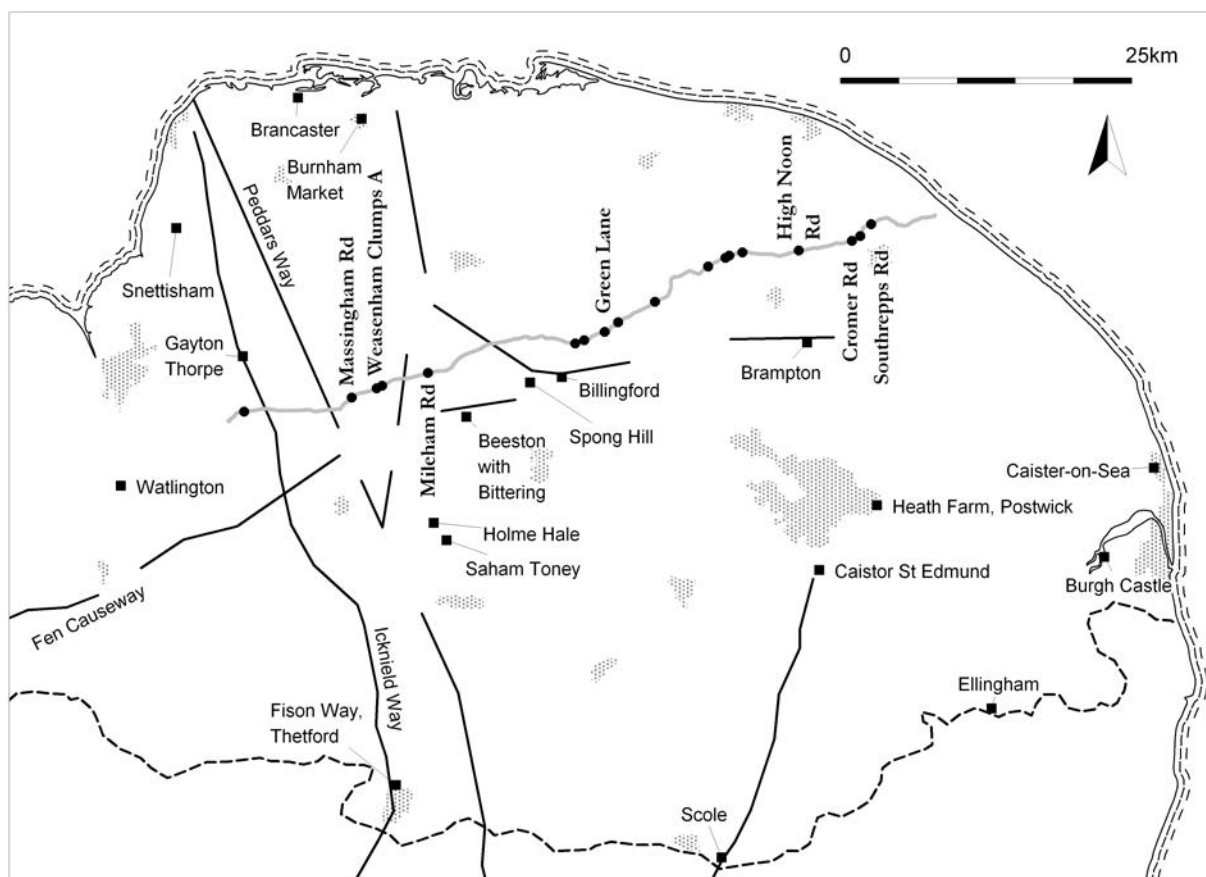 0 25km
Brancaster
Burnham
Market
Peddars Way
Snettisham
Massingham Rd
Weasenham Clumps A
Green Lane
High Noon
Rd
Cromer Rd
Southrepps Rd
Gayton
Thorpe
Mileham Rd
Brampton
Billingford
Spong Hill
Beeston
with
Bittering
Watlington
Caister-on-Sea
Heath Farm, Postwick
Holme Hale
Saham Toney
Caistor St Edmund
Burgh Castle
Fen Causeway
Icknield Way
Ellingham
Fison Way,
Thetford
Scole